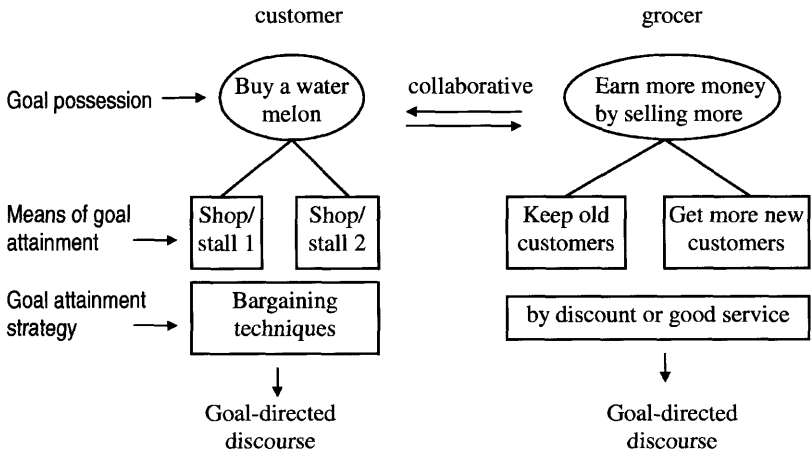 customer
grocer
Goal possession
Buy a water
melon
collaborative
Earn more money
by selling more
Means of goal
attainment
Shop/
stall 1
Shop/
stall 2
Keep old
customers
Get more new
customers
Goal attainment
strategy
Bargaining
techniques
by discount or good service
Goal-directed
discourse
Goal-directed
discourse